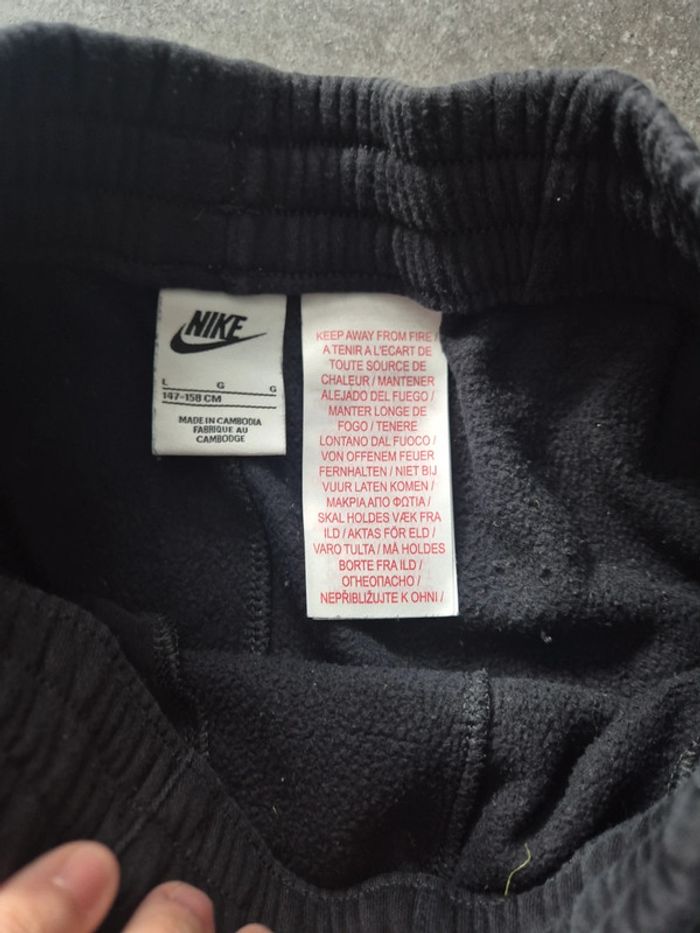 NIKE
L G G
147-158 CM
MADE IN CAMBODIA
FABRIQUE AU
CAMBODGE
KEEP AWAY FROM FIRE /
A TENIR A L'ECART DE
TOUTE SOURCE DE
CHALEUR / MANTENER
ALEJADO DEL FUEGO /
MANTER LONGE DE
FOGO / TENERE
LONTANO DAL FUOCO /
VON OFFENEM FEUER
FERNHALTEN / NIET BIJ
VUUR LATEN KOMEN /
ΜΑΚΡΙΑ ΑΠΟ ΦΩΤΙΑ /
SKAL HOLDES VÆK FRA
ILD / AKTAS FÖR ELD /
VARO TULTA / MÅ HOLDES
BORTE FRA ILD /
ОГНЕОПАСНО /
NEPŘIBLIŽUJTE K OHNI /